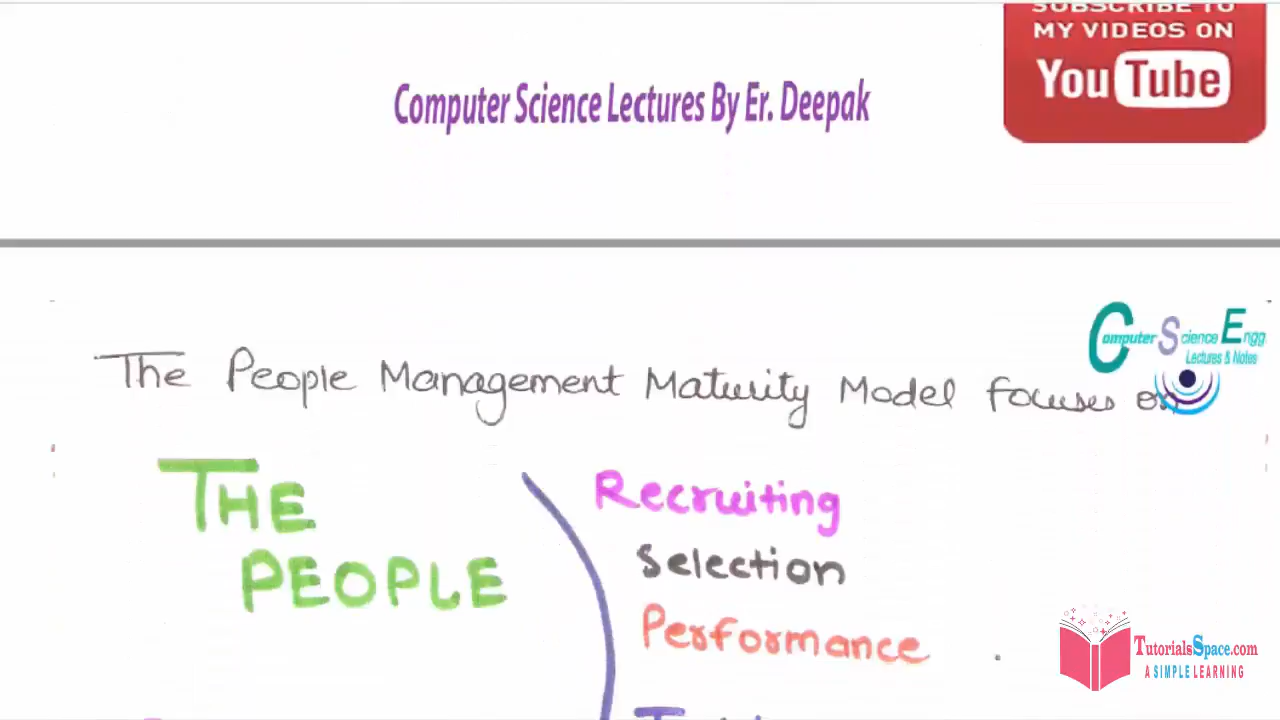 SUBSCRIBE TO
MY VIDEOS ON
YouTube
Computer Science Lectures By Er. Deepak
Computer Science Engg
Lectures & Notes
The People Management Maturity Model focuses on
THE
PEOPLE
Recruiting
Selection
Performance
TutorialsSpace.com
A SIMPLE LEARNING